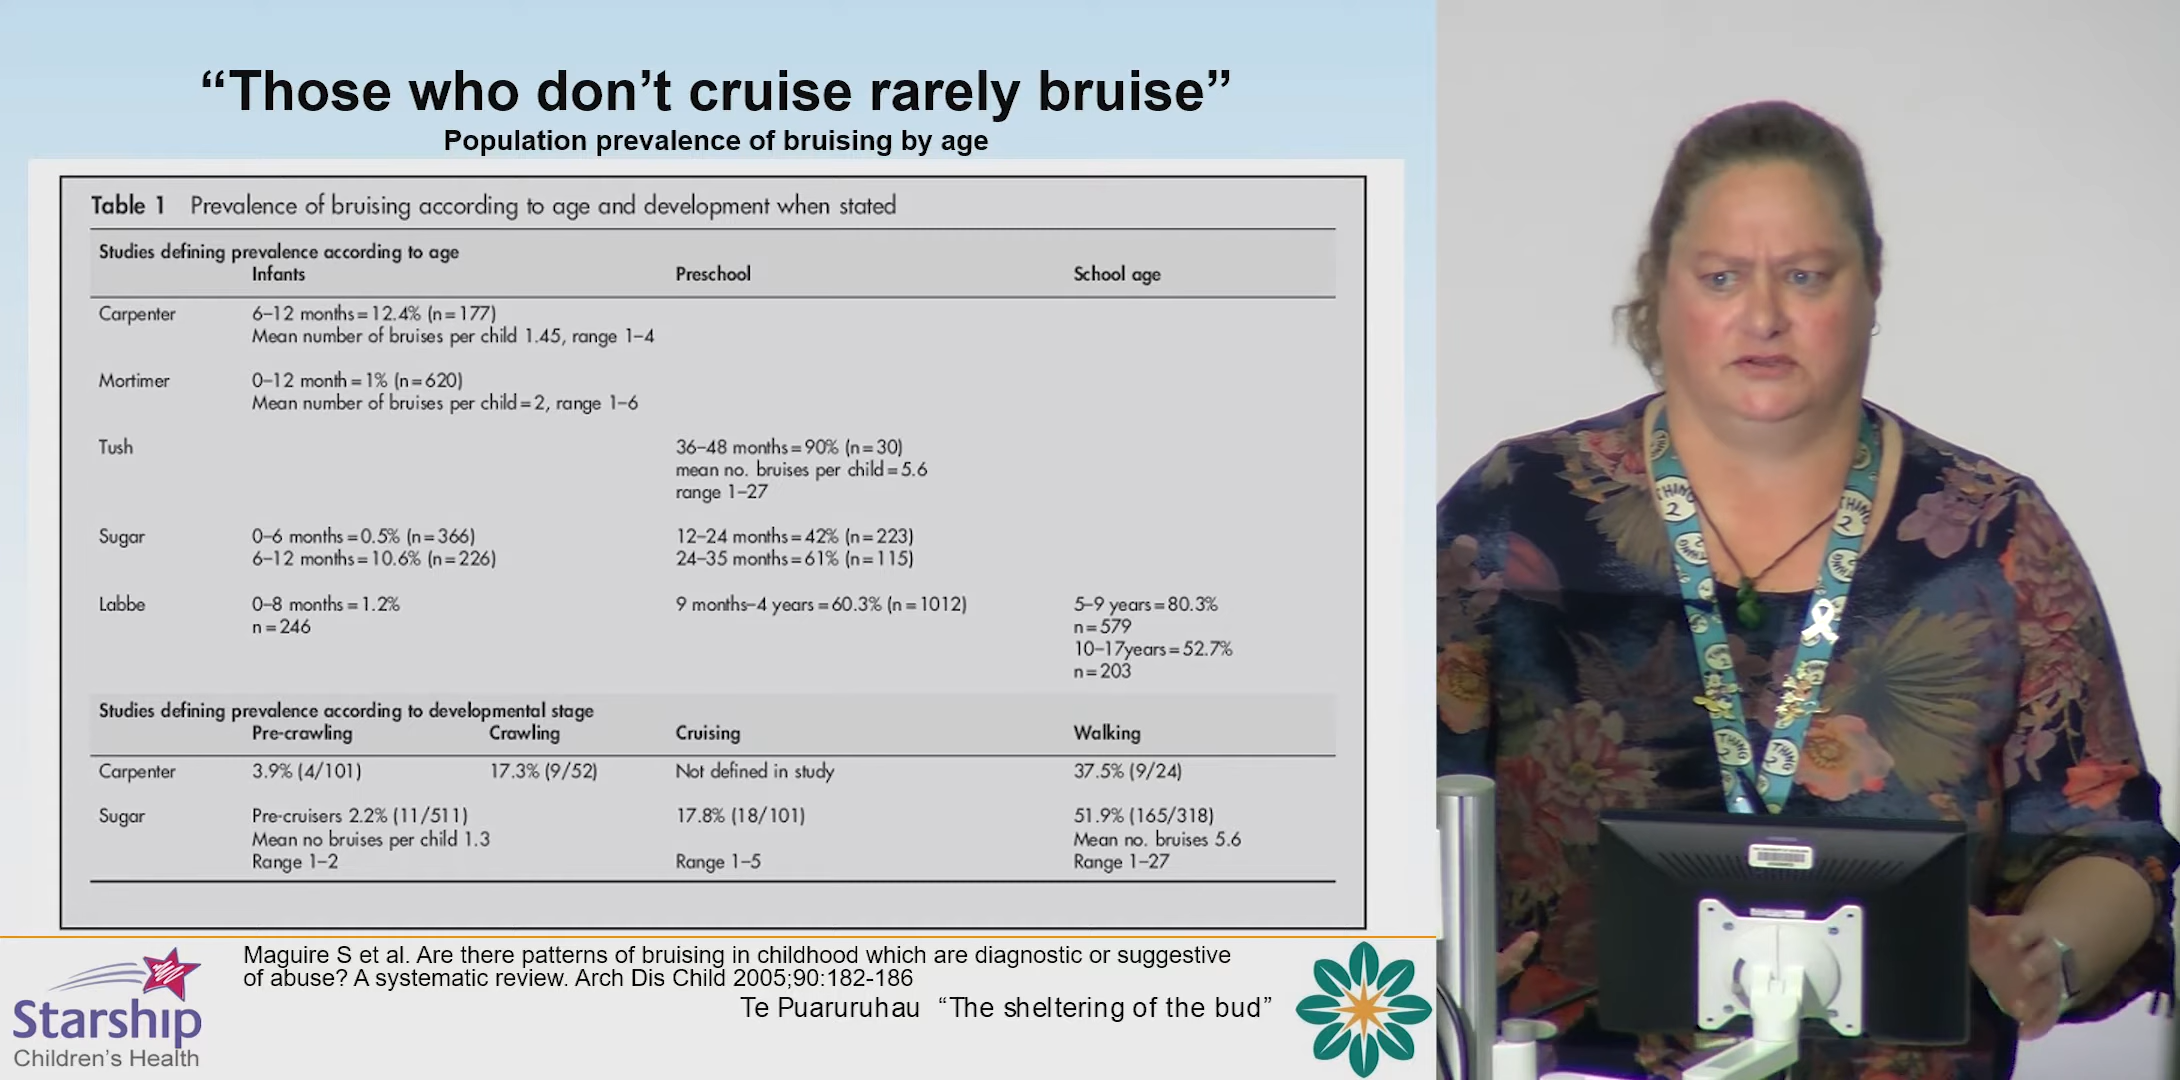 “Those who don’t cruise rarely bruise”
Population prevalence of bruising by age
Table 1 Prevalence of bruising according to age and development when stated
Studies defining prevalence according to age
Infants Preschool School age
Carpenter 6–12 months=12.4% (n=177)
Mean number of bruises per child 1.45, range 1–4
Mortimer 0–12 month=1% (n=620)
Mean number of bruises per child=2, range 1–6
Tush 36–48 months=90% (n=30)
mean no. bruises per child=5.6
range 1–27
Sugar 0–6 months=0.5% (n=366) 12–24 months=42% (n=223)
6–12 months=10.6% (n=226) 24–35 months=61% (n=115)
Labbe 0–8 months=1.2% 9 months–4 years=60.3% (n=1012) 5–9 years=80.3%
n=246 n=579
10–17years=52.7%
n=203
Studies defining prevalence according to developmental stage
Pre-crawling Crawling Cruising Walking
Carpenter 3.9% (4/101) 17.3% (9/52) Not defined in study 37.5% (9/24)
Sugar Pre-cruisers 2.2% (11/511) 17.8% (18/101) 51.9% (165/318)
Mean no bruises per child 1.3 Mean no. bruises 5.6
Range 1–2 Range 1–5 Range 1–27
Maguire S et al. Are there patterns of bruising in childhood which are diagnostic or suggestive
of abuse? A systematic review. Arch Dis Child 2005;90:182-186
Te Puaruruhau “The sheltering of the bud”
Starship
Children’s Health
THING
2
THING
2
THING
THING